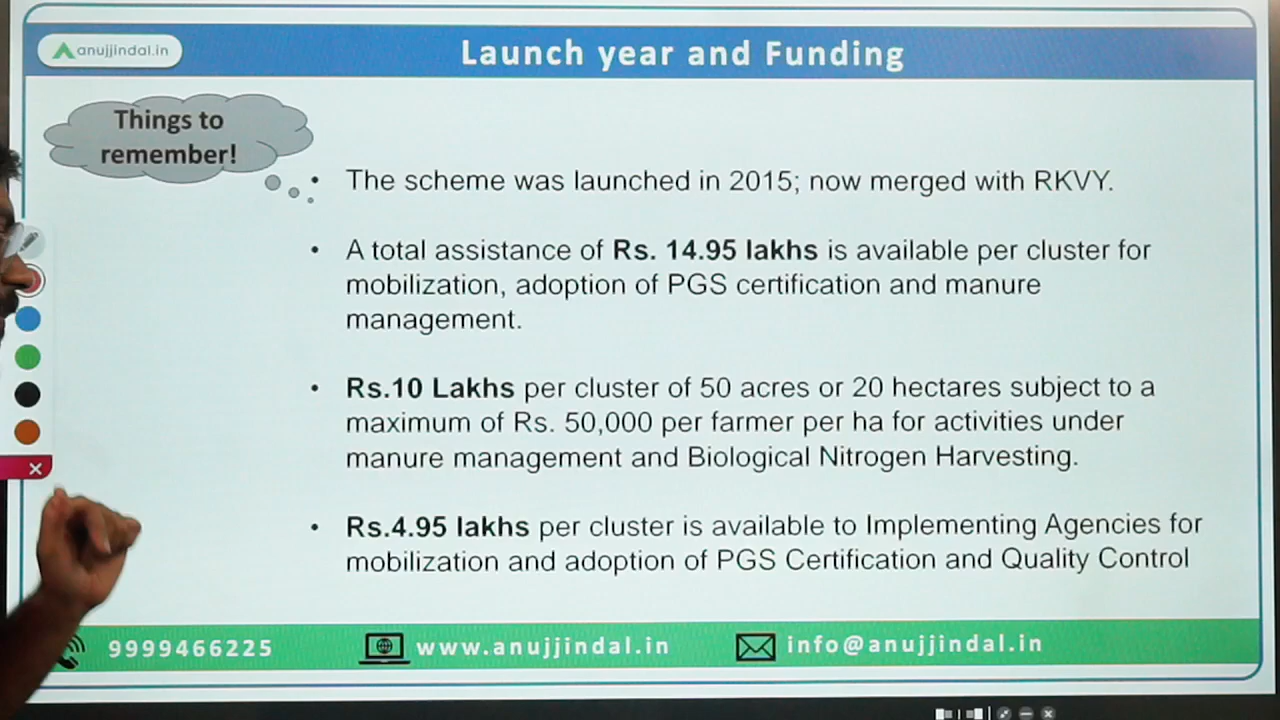 anujjindal.in
Launch year and Funding
Things to
remember!
• The scheme was launched in 2015; now merged with RKVY.
• A total assistance of Rs. 14.95 lakhs is available per cluster for
mobilization, adoption of PGS certification and manure
management.
• Rs.10 Lakhs per cluster of 50 acres or 20 hectares subject to a
maximum of Rs. 50,000 per farmer per ha for activities under
manure management and Biological Nitrogen Harvesting.
• Rs.4.95 lakhs per cluster is available to Implementing Agencies for
mobilization and adoption of PGS Certification and Quality Control
9999466225 www.anujjindal.in info@anujjindal.in